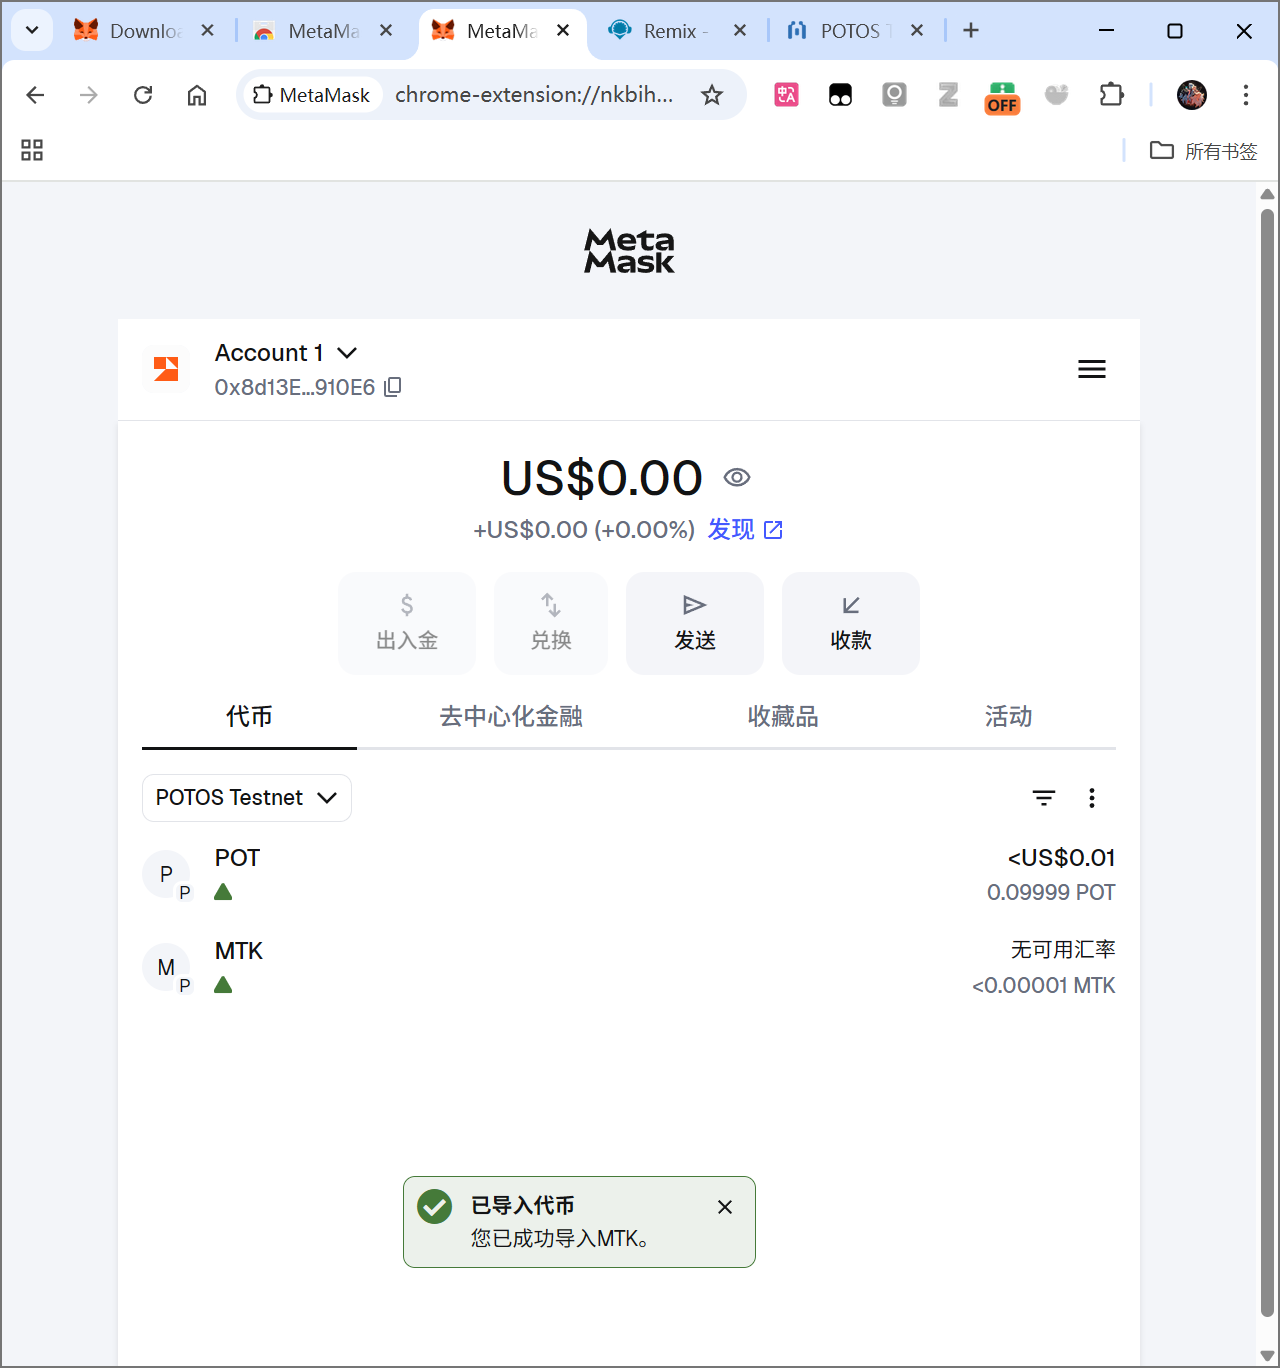 Downloa
MetaMa
MetaMa
Remix -
POTOS T
MetaMask
chrome-extension://nkbih...
中A
OFF
所有书签
Meta
Mask
Account 1
0x8d13E...910E6
US$0.00
+US$0.00 (+0.00%) 发现
出入金
兑换
发送
收款
代币
去中心化金融
收藏品
活动
POTOS Testnet
P
P
POT
<US$0.01
0.09999 POT
M
P
MTK
无可用汇率
<0.00001 MTK
已导入代币
您已成功导入MTK。